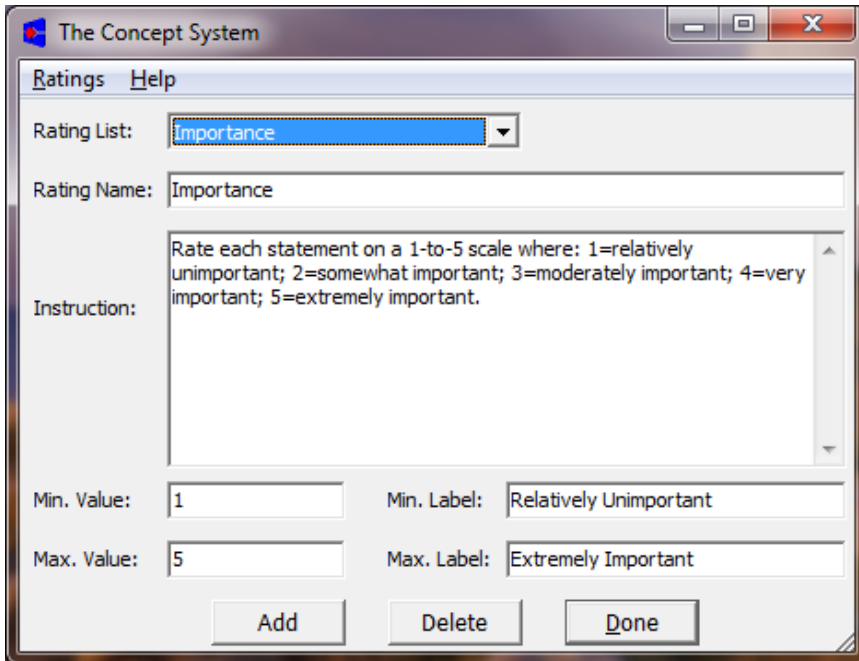 The Concept System
Ratings Help
Rating List: Importance
Rating Name: Importance
Instruction:
Rate each statement on a 1-to-5 scale where: 1=relatively
unimportant; 2=somewhat important; 3=moderately important; 4=very
important; 5=extremely important.
Min. Value: 1 Min. Label: Relatively Unimportant
Max. Value: 5 Max. Label: Extremely Important
Add Delete Done